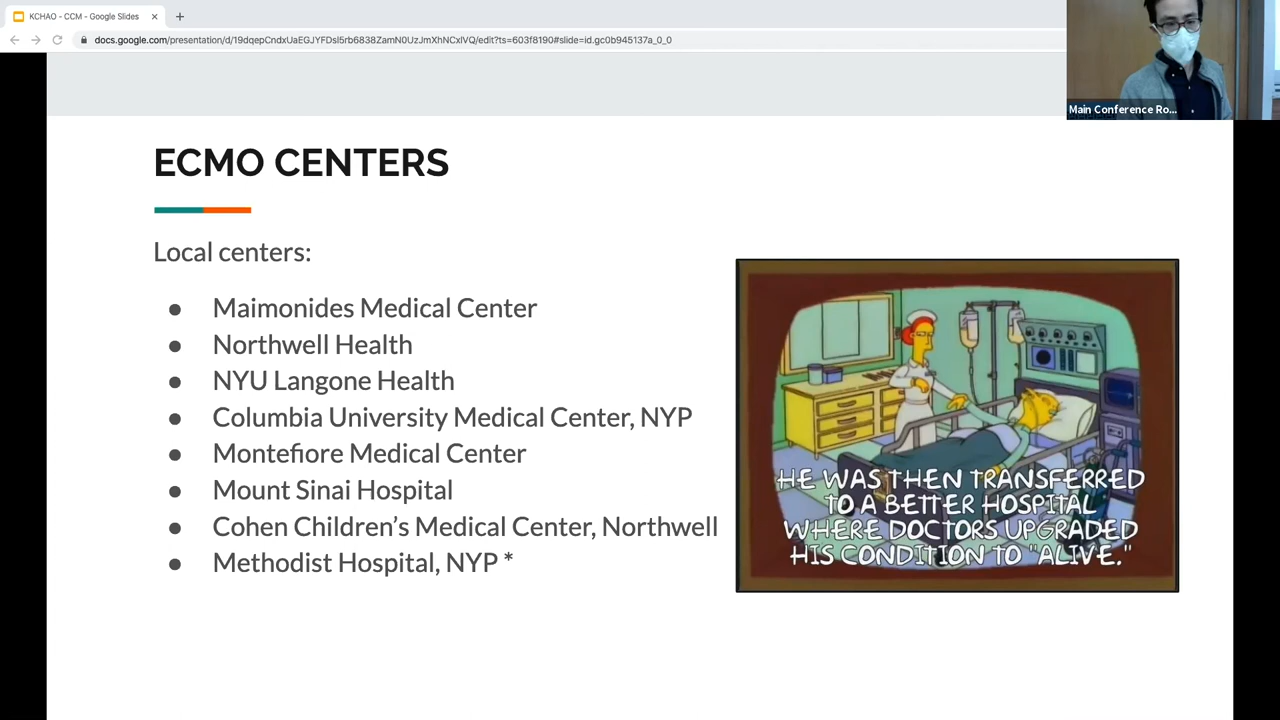 KCHAO - CCM - Google Slides
docs.google.com/presentation/d/19dqepCndxUaEGJYFDsl5rb6838ZamN0UzJmXhNCxlVQ/edit?ts=603f8190#slide=id.gc0b945137a_0_0
Main Conference Ro...
ECMO CENTERS
Local centers:
● Maimonides Medical Center
● Northwell Health
● NYU Langone Health
● Columbia University Medical Center, NYP
● Montefiore Medical Center
● Mount Sinai Hospital
● Cohen Children’s Medical Center, Northwell
● Methodist Hospital, NYP *
HE WAS THEN TRANSFERRED
TO A BETTER HOSPITAL
WHERE DOCTORS UPGRADED
HIS CONDITION TO "ALIVE."